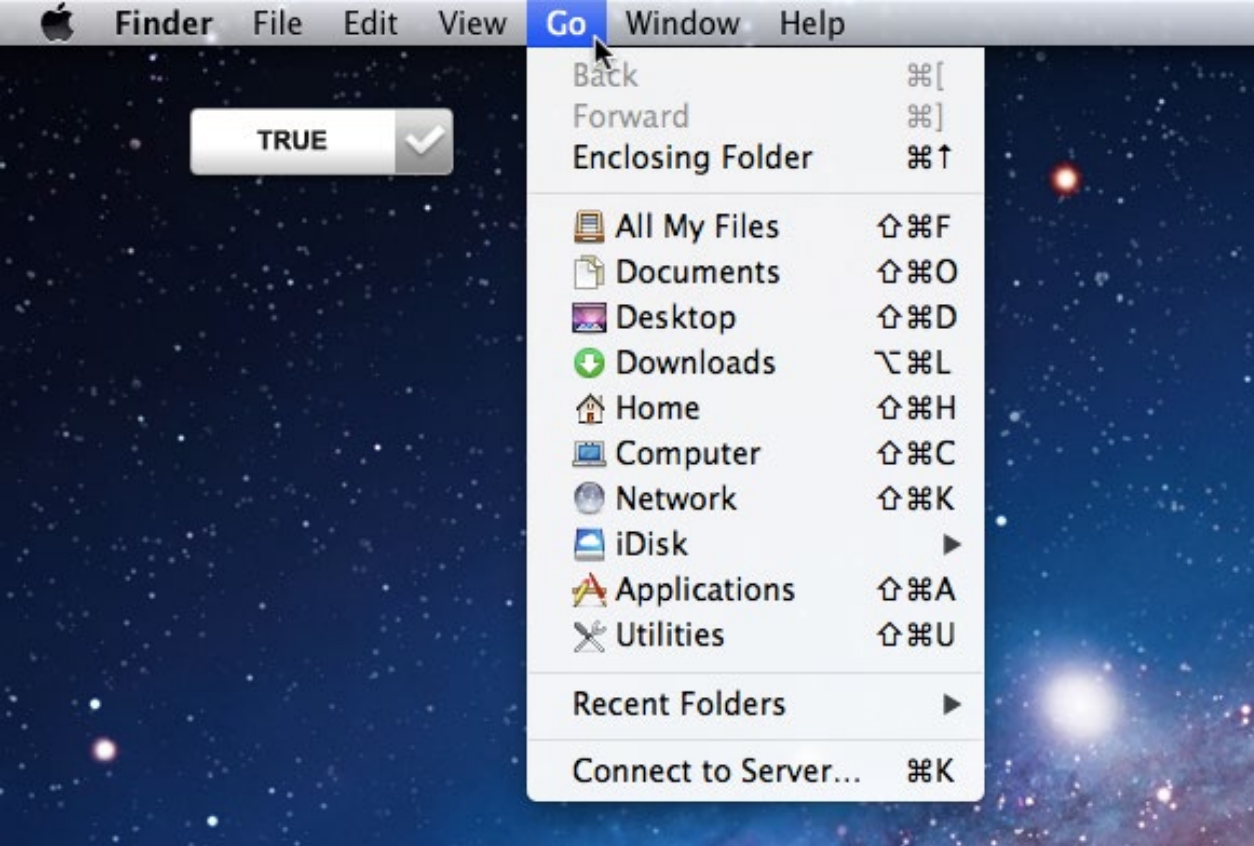 Finder File Edit View Go Window Help
TRUE
Back ⌘[
Forward ⌘]
Enclosing Folder ⌘↑
All My Files ⇧⌘F
Documents ⇧⌘O
Desktop ⇧⌘D
Downloads ⌥⌘L
Home ⇧⌘H
Computer ⇧⌘C
Network ⇧⌘K
iDisk ▶
Applications ⇧⌘A
Utilities ⇧⌘U
Recent Folders ▶
Connect to Server... ⌘K